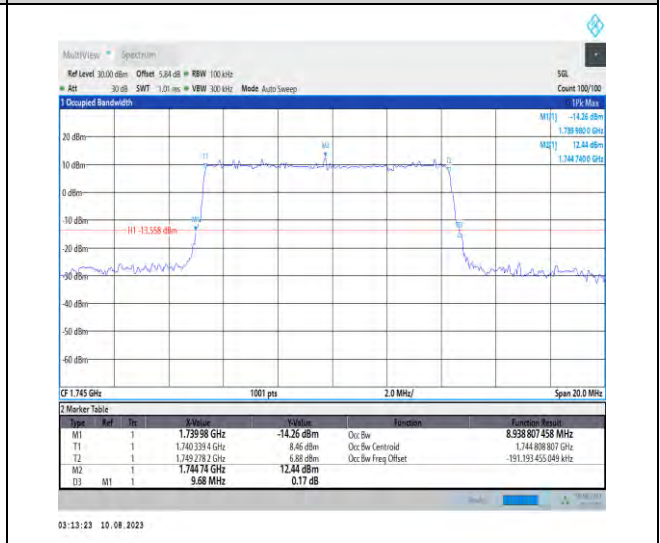 MultiView Spectrum
Ref Level 30.00 dBm Offset 5.84 dB RBW 100 kHz SGL
Att 30 dB SWT 1.01 ms VBW 300 kHz Mode Auto Sweep Count 100/100
1 Occupied Bandwidth 1Pk Max
M1[1] -14.26 dBm
1.739 980 0 GHz
M2[1] 12.44 dBm
1.744 740 0 GHz
20 dBm
T1 M2 T2
10 dBm
0 dBm
-10 dBm
H1 -13.558 dBm
-20 dBm
-30 dBm
-40 dBm
-50 dBm
-60 dBm
CF 1.745 GHz 1001 pts 2.0 MHz/ Span 20.0 MHz
2 Marker Table
Type Ref Trc X-Value Y-Value Function Function Result
M1 1 1.73998 GHz -14.26 dBm Occ Bw 8.938 807 458 MHz
T1 1 1.740 339 4 GHz 8.46 dBm Occ Bw Centroid 1.744 808 807 GHz
T2 1 1.749 278 2 GHz 6.88 dBm Occ Bw Freq Offset -191.193 455 049 kHz
M2 1 1.74474 GHz 12.44 dBm
D3 M1 1 9.68 MHz 0.17 dB
03:13:23 10.08.2023